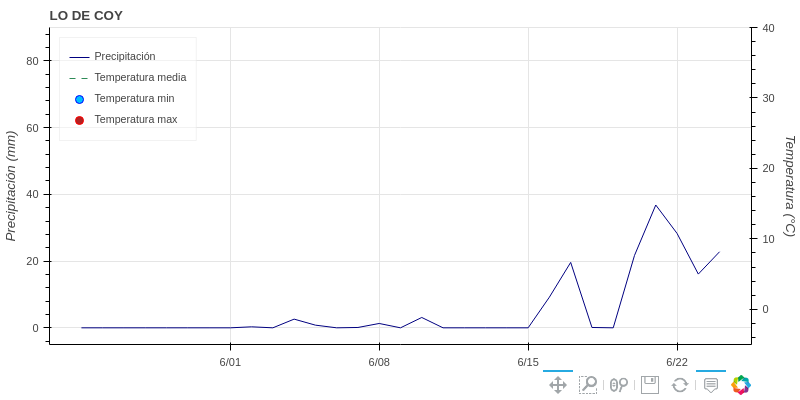 LO DE COY
Precipitación
Temperatura media
Temperatura min
Temperatura max
Precipitación (mm)
80
60
40
20
0
40
30
20
10
0
Temperatura (°C)
6/01
6/08
6/15
6/22